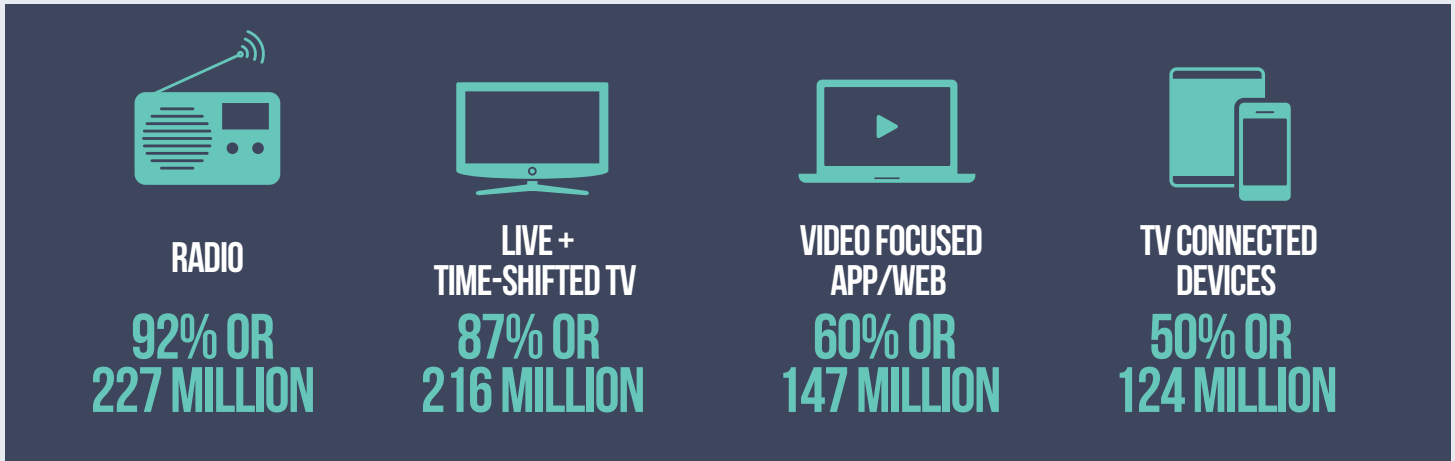 RADIO
92% OR
227 MILLION
LIVE +
TIME-SHIFTED TV
87% OR
216 MILLION
VIDEO FOCUSED
APP/WEB
60% OR
147 MILLION
TV CONNECTED
DEVICES
50% OR
124 MILLION